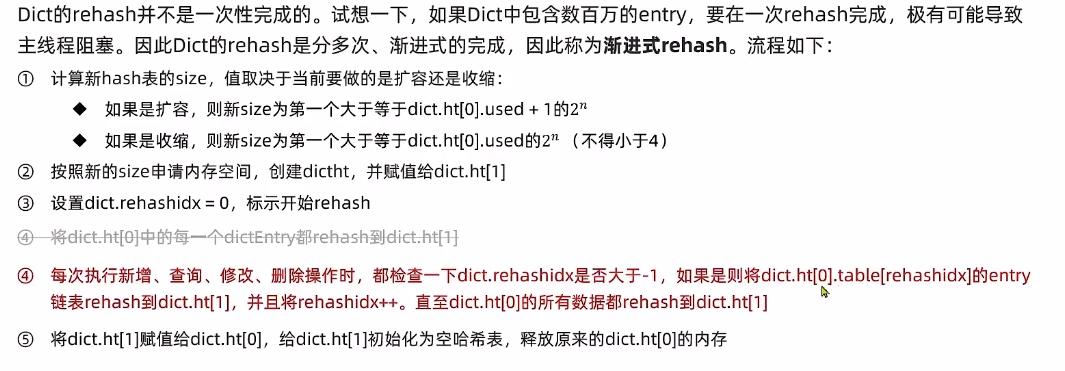 Dict的rehash并不是一次性完成的。试想一下，如果Dict中包含数百万的entry，要在一次rehash完成，极有可能导致
主线程阻塞。因此Dict的rehash是分多次、渐进式的完成，因此称为渐进式rehash。流程如下：
① 计算新hash表的size，值取决于当前要做的是扩容还是收缩：
◆ 如果是扩容，则新size为第一个大于等于dict.ht[0].used + 1的2ⁿ
◆ 如果是收缩，则新size为第一个大于等于dict.ht[0].used的2ⁿ（不得小于4）
② 按照新的size申请内存空间，创建dictht，并赋值给dict.ht[1]
③ 设置dict.rehashidx = 0，标示开始rehash
④ 将dict.ht[0]中的每一个dictEntry都rehash到dict.ht[1]
④ 每次执行新增、查询、修改、删除操作时，都检查一下dict.rehashidx是否大于-1，如果是则将dict.ht[0].table[rehashidx]的entry
链表rehash到dict.ht[1]，并且将rehashidx++。直至dict.ht[0]的所有数据都rehash到dict.ht[1]
⑤ 将dict.ht[1]赋值给dict.ht[0]，给dict.ht[1]初始化为空哈希表，释放原来的dict.ht[0]的内存